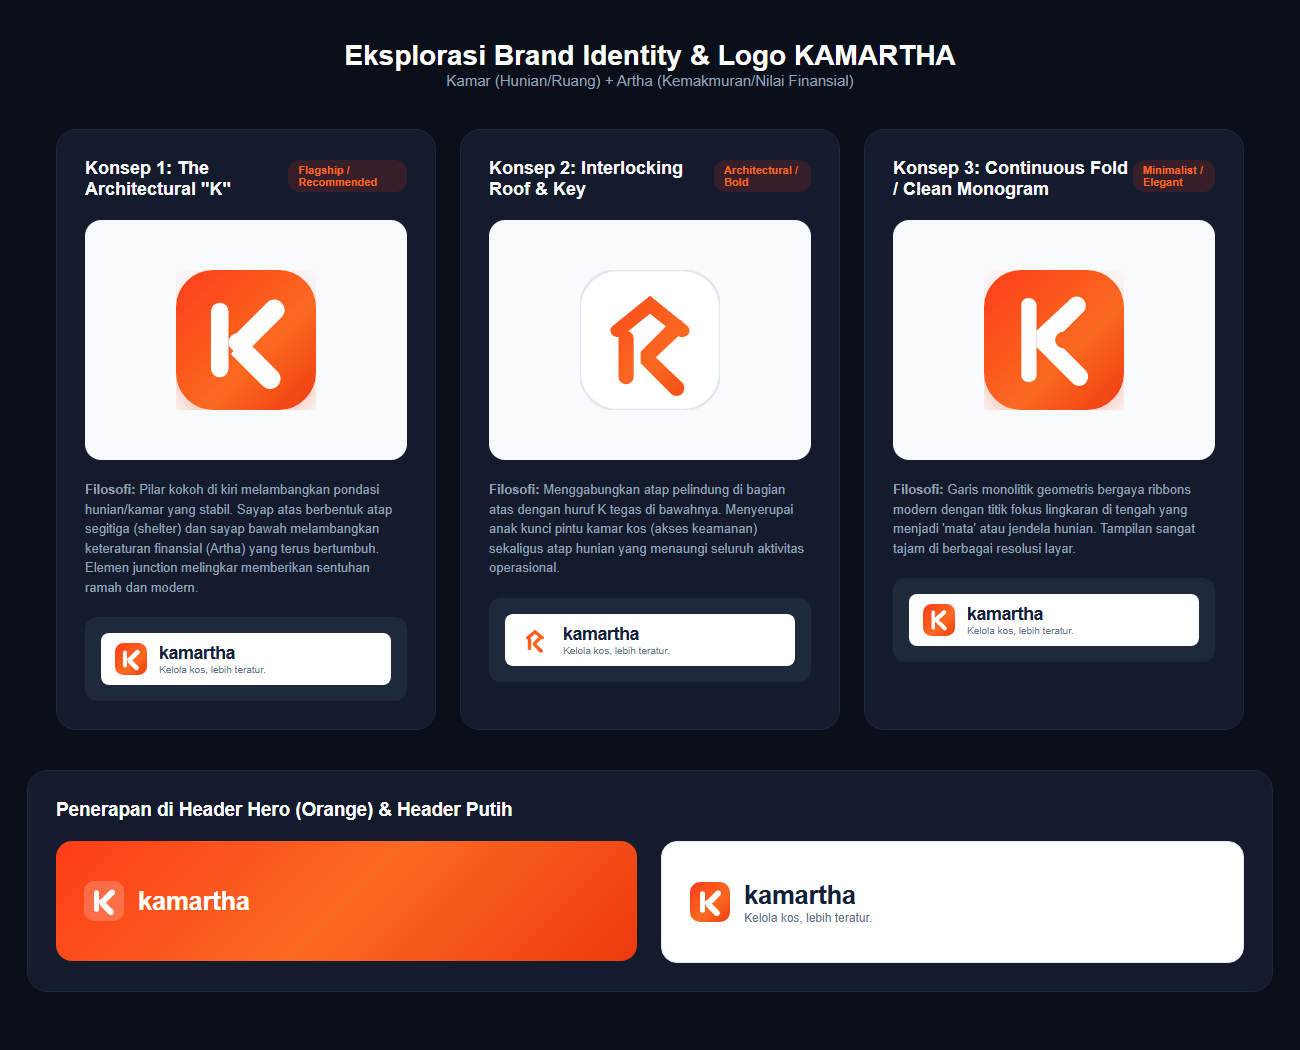 Eksplorasi Brand Identity & Logo KAMARTHA
Kamar (Hunian/Ruang) + Artha (Kemakmuran/Nilai Finansial)
Konsep 1: The
Architectural "K"
Flagship /
Recommended
Filosofi: Pilar kokoh di kiri melambangkan pondasi
hunian/kamar yang stabil. Sayap atas berbentuk atap
segitiga (shelter) dan sayap bawah melambangkan
keteraturan finansial (Artha) yang terus bertumbuh.
Elemen junction melingkar memberikan sentuhan
ramah dan modern.
kamartha
Kelola kos, lebih teratur.
Konsep 2: Interlocking
Roof & Key
Architectural /
Bold
Filosofi: Menggabungkan atap pelindung di bagian
atas dengan huruf K tegas di bawahnya. Menyerupai
anak kunci pintu kamar kos (akses keamanan)
sekaligus atap hunian yang menaungi seluruh aktivitas
operasional.
kamartha
Kelola kos, lebih teratur.
Konsep 3: Continuous Fold
/ Clean Monogram
Minimalist /
Elegant
Filosofi: Garis monolitik geometris bergaya ribbons
modern dengan titik fokus lingkaran di tengah yang
menjadi 'mata' atau jendela hunian. Tampilan sangat
tajam di berbagai resolusi layar.
kamartha
Kelola kos, lebih teratur.
Penerapan di Header Hero (Orange) & Header Putih
kamartha
kamartha
Kelola kos, lebih teratur.